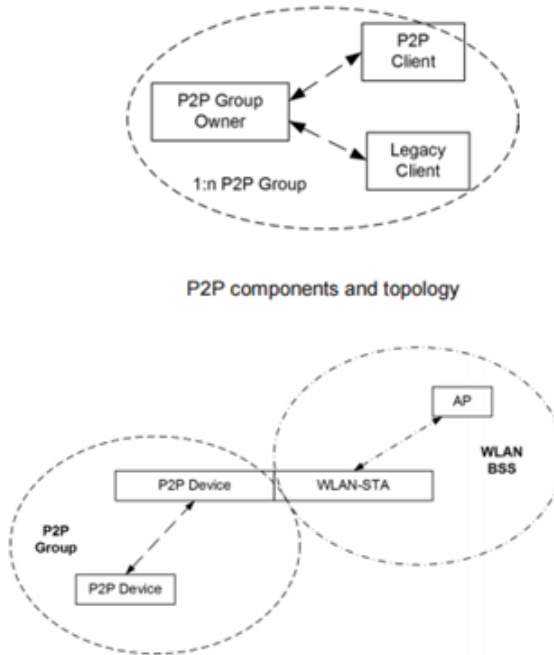 P2P
Client
P2P Group
Owner
Legacy
Client
1:n P2P Group
P2P components and topology
AP
WLAN
BSS
P2P Device
WLAN-STA
P2P
Group
P2P Device